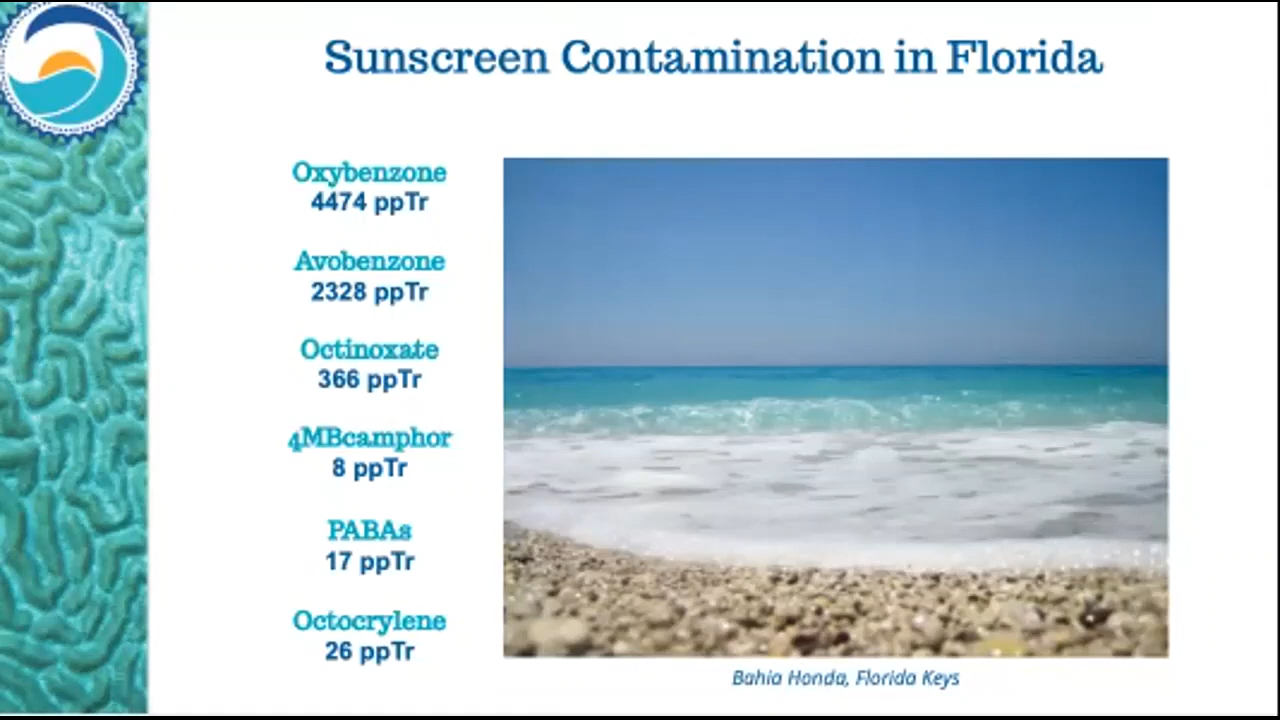 Sunscreen Contamination in Florida
Oxybenzone
4474 ppTr
Avobenzone
2328 ppTr
Octinoxate
366 ppTr
4MBcamphor
8 ppTr
PABAs
17 ppTr
Octocrylene
26 ppTr
Bahia Honda, Florida Keys